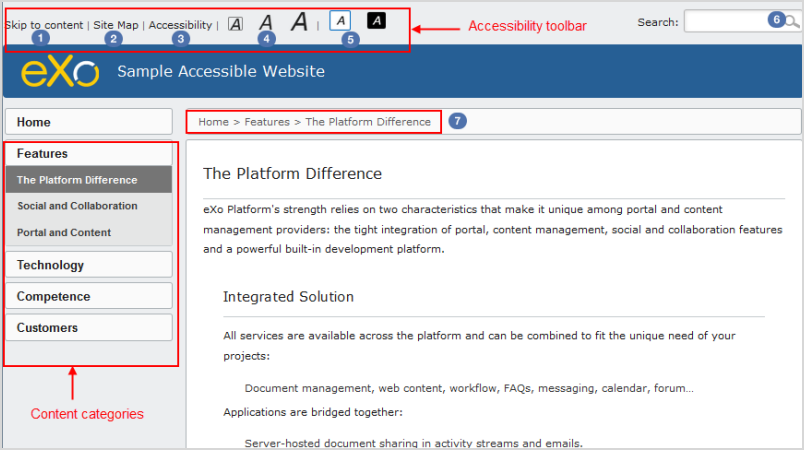 Skip to content | Site Map | Accessibility | A A A | A A
Accessibility toolbar
Search:
1 2 3 4 5 6
eXo Sample Accessible Website
Home
Home > Features > The Platform Difference 7
Features
The Platform Difference
Social and Collaboration
Portal and Content
Technology
Competence
Customers
Content categories
The Platform Difference
eXo Platform's strength relies on two characteristics that make it unique among portal and content
management providers: the tight integration of portal, content management, social and collaboration features
and a powerful built-in development platform.
Integrated Solution
All services are available across the platform and can be combined to fit the unique need of your
projects:
Document management, web content, workflow, FAQs, messaging, calendar, forum...
Applications are bridged together:
Server-hosted document sharing in activity streams and emails.